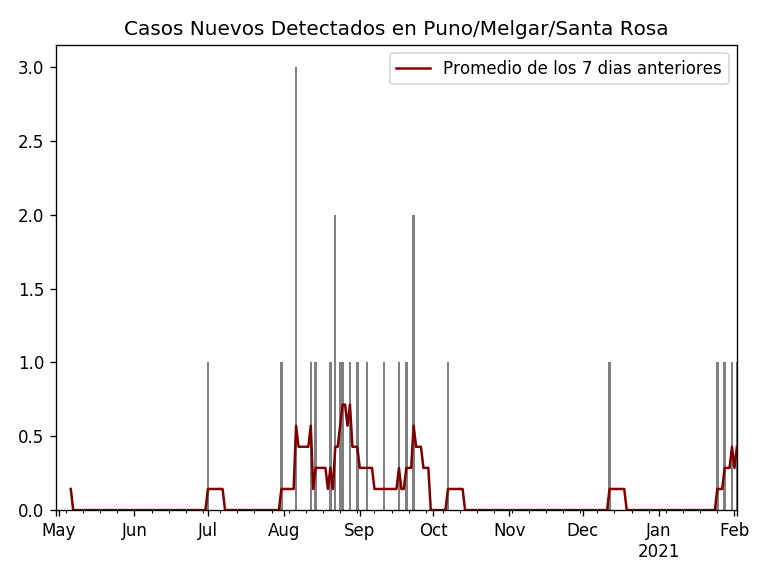 Casos Nuevos Detectados en Puno/Melgar/Santa Rosa
Promedio de los 7 dias anteriores
3.0
2.5
2.0
1.5
1.0
0.5
0.0
May Jun Jul Aug Sep Oct Nov Dec Jan Feb
2021